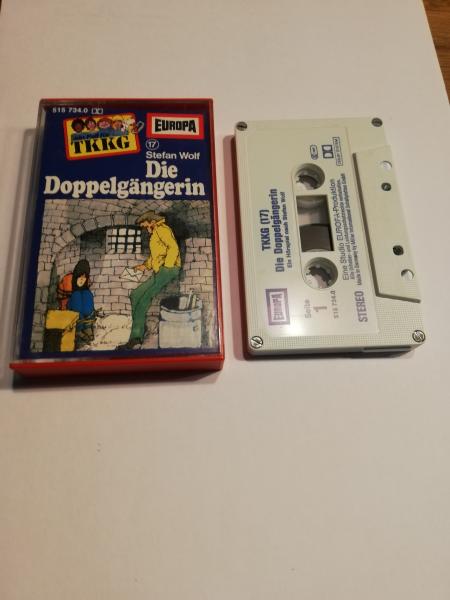 515 734.0
TKKG
EUROPA
17
Stefan Wolf
Die
Doppelgängerin
TKKG (17)
Die Doppelgängerin
Ein Hörspiel nach Stefan Wolf
EUROPA
Seite
1
515 734.0
Eine Studio EUROPA-Produktion
STEREO